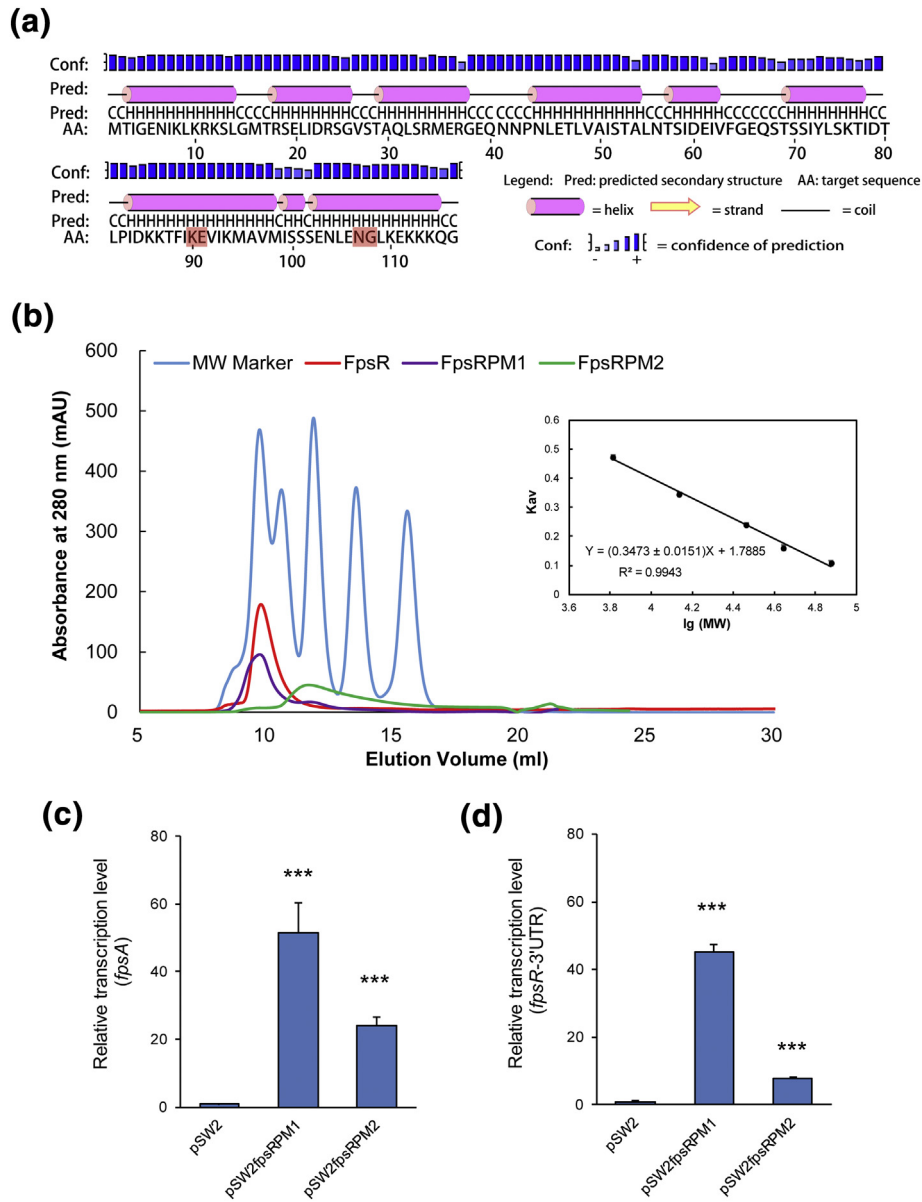 (a)
Conf:
Pred:
Pred: CCHHHHHHHHHHHCCCCHHHHHHHHCCCHHHHHHHHHCCC CCCCHHHHHHHHHHHCCCHHHHHCCCCCCCHHHHHHHHCC
AA: MTIGENIKLKRKSLGMTRSELIDRSGVSTAQLSRMERGEQNNPNLETLVAISTALNTSIDEIVFGEQSTSSIYLSKTIDT
10 20 30 40 50 60 70 80
Conf:
Pred:
Pred: CCHHHHHHHHHHHHHHHCHHCHHHHHHHHHHHHHCC
AA: LPIDKKTFIKEVIKMAVMISSSENLENGLKEKKKQG
90 100 110
Legend: Pred: predicted secondary structure AA: target sequence
= helix = strand = coil
Conf: = confidence of prediction
- +
(b)
MW Marker FpsR FpsRPM1 FpsRPM2
Absorbance at 280 nm (mAU)
600
500
400
300
200
100
0
5 10 15 20 25 30
Elution Volume (ml)
Kav
0.6
0.5
0.4
0.3
0.2
0.1
0
Y = (0.3473 ± 0.0151)X + 1.7885
R² = 0.9943
3.6 3.8 4 4.2 4.4 4.6 4.8 5
lg (MW)
(c)
Relative transcription level
(fpsA)
80
60
40
20
0
***
***
pSW2
pSW2fpsRPM1
pSW2fpsRPM2
(d)
Relative transcription level
(fpsR-3'UTR)
80
60
40
20
0
***
***
pSW2
pSW2fpsRPM1
pSW2fpsRPM2